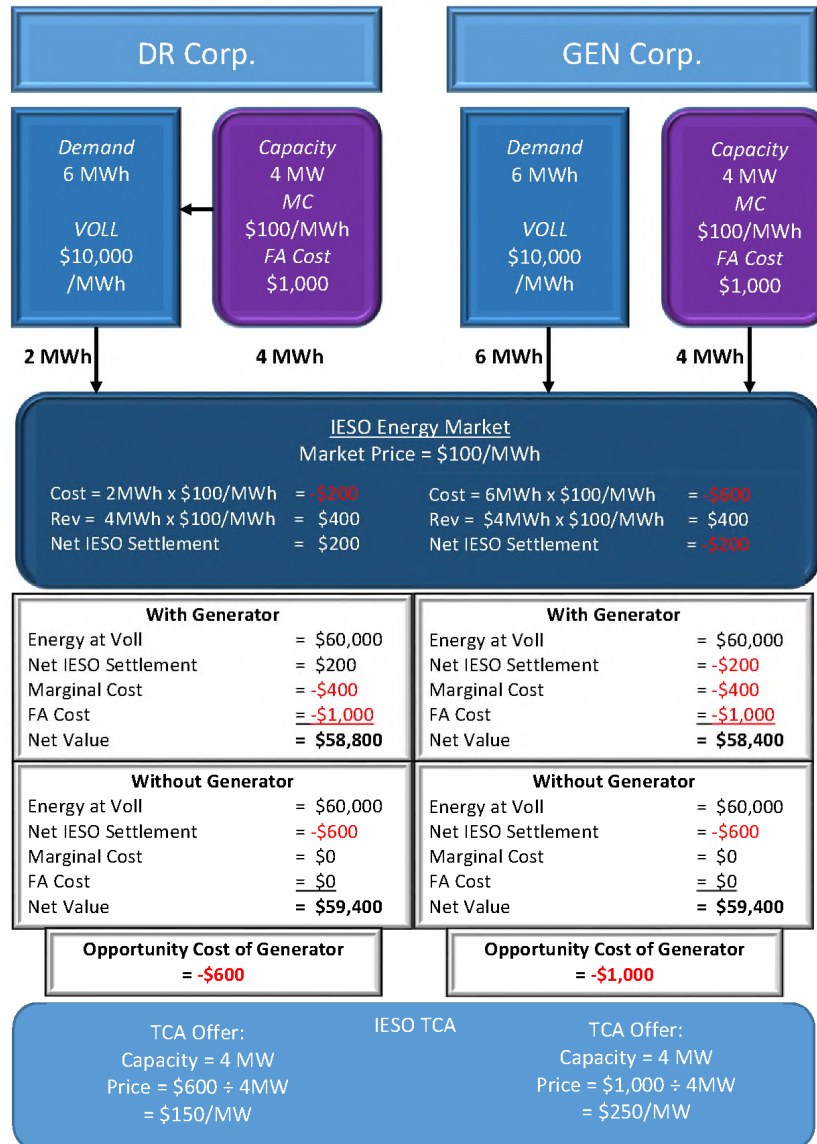 DR Corp.
GEN Corp.
Demand
6 MWh
VOLL
$10,000
/MWh
Capacity
4 MW
MC
$100/MWh
FA Cost
$1,000
Demand
6 MWh
VOLL
$10,000
/MWh
Capacity
4 MW
MC
$100/MWh
FA Cost
$1,000
2 MWh
4 MWh
6 MWh
4 MWh
IESO Energy Market
Market Price = $100/MWh
Cost = 2MWh x $100/MWh = -$200
Rev = 4MWh x $100/MWh = $400
Net IESO Settlement = $200
Cost = 6MWh x $100/MWh = -$600
Rev = $4MWh x $100/MWh = $400
Net IESO Settlement = -$200
With Generator
Energy at Voll = $60,000
Net IESO Settlement = $200
Marginal Cost = -$400
FA Cost = -$1,000
Net Value = $58,800
With Generator
Energy at Voll = $60,000
Net IESO Settlement = -$200
Marginal Cost = -$400
FA Cost = -$1,000
Net Value = $58,400
Without Generator
Energy at Voll = $60,000
Net IESO Settlement = -$600
Marginal Cost = $0
FA Cost = $0
Net Value = $59,400
Without Generator
Energy at Voll = $60,000
Net IESO Settlement = -$600
Marginal Cost = $0
FA Cost = $0
Net Value = $59,400
Opportunity Cost of Generator
= -$600
Opportunity Cost of Generator
= -$1,000
IESO TCA
TCA Offer:
Capacity = 4 MW
Price = $600 ÷ 4MW
= $150/MW
TCA Offer:
Capacity = 4 MW
Price = $1,000 ÷ 4MW
= $250/MW